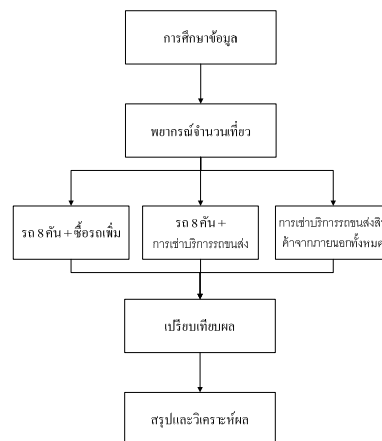 การศึกษาข้อมูล
พยากรณ์จำนวนเที่ยว
รถ 8 คัน + ซื้อรถเพิ่ม
รถ 8 คัน +
การเช่าบริการรถขนส่ง
การเช่าบริการรถขนส่งสิน
ค้าจากภายนอกทั้งหมด
เปรียบเทียบผล
สรุปและวิเคราะห์ผล